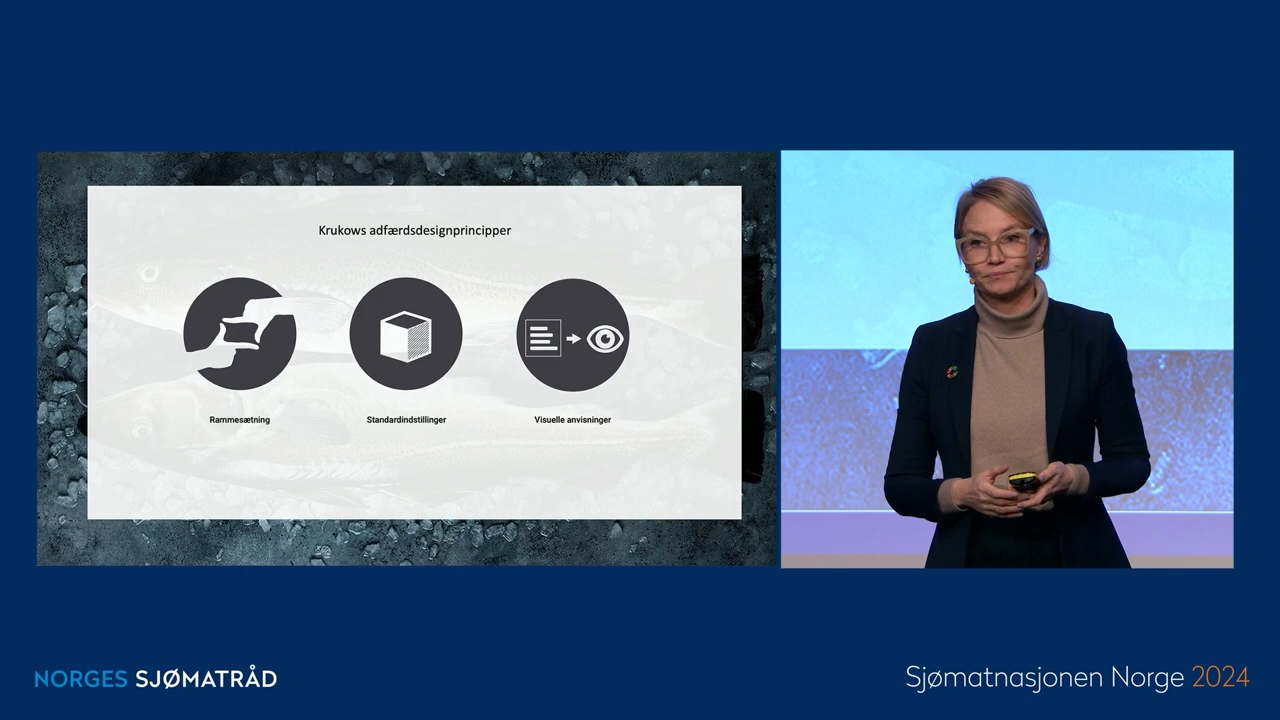 Krukows adfærdsdesignprincipper
Rammesætning
Standardindstillinger
Visuelle anvisninger
NORGES SJØMATRÅD
Sjømatnasjonen Norge 2024